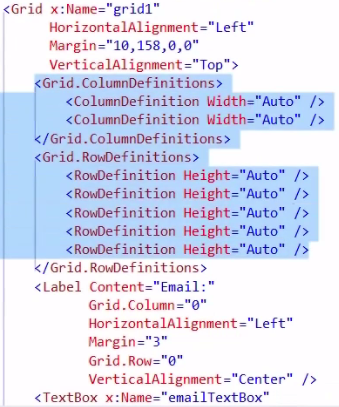 <Grid x:Name="grid1"
HorizontalAlignment="Left"
Margin="10,158,0,0"
VerticalAlignment="Top">
<Grid.ColumnDefinitions>
<ColumnDefinition Width="Auto" />
<ColumnDefinition Width="Auto" />
</Grid.ColumnDefinitions>
<Grid.RowDefinitions>
<RowDefinition Height="Auto" />
<RowDefinition Height="Auto" />
<RowDefinition Height="Auto" />
<RowDefinition Height="Auto" />
<RowDefinition Height="Auto" />
</Grid.RowDefinitions>
<Label Content="Email:"
Grid.Column="0"
HorizontalAlignment="Left"
Margin="3"
Grid.Row="0"
VerticalAlignment="Center" />
<TextBox x:Name="emailTextBox"